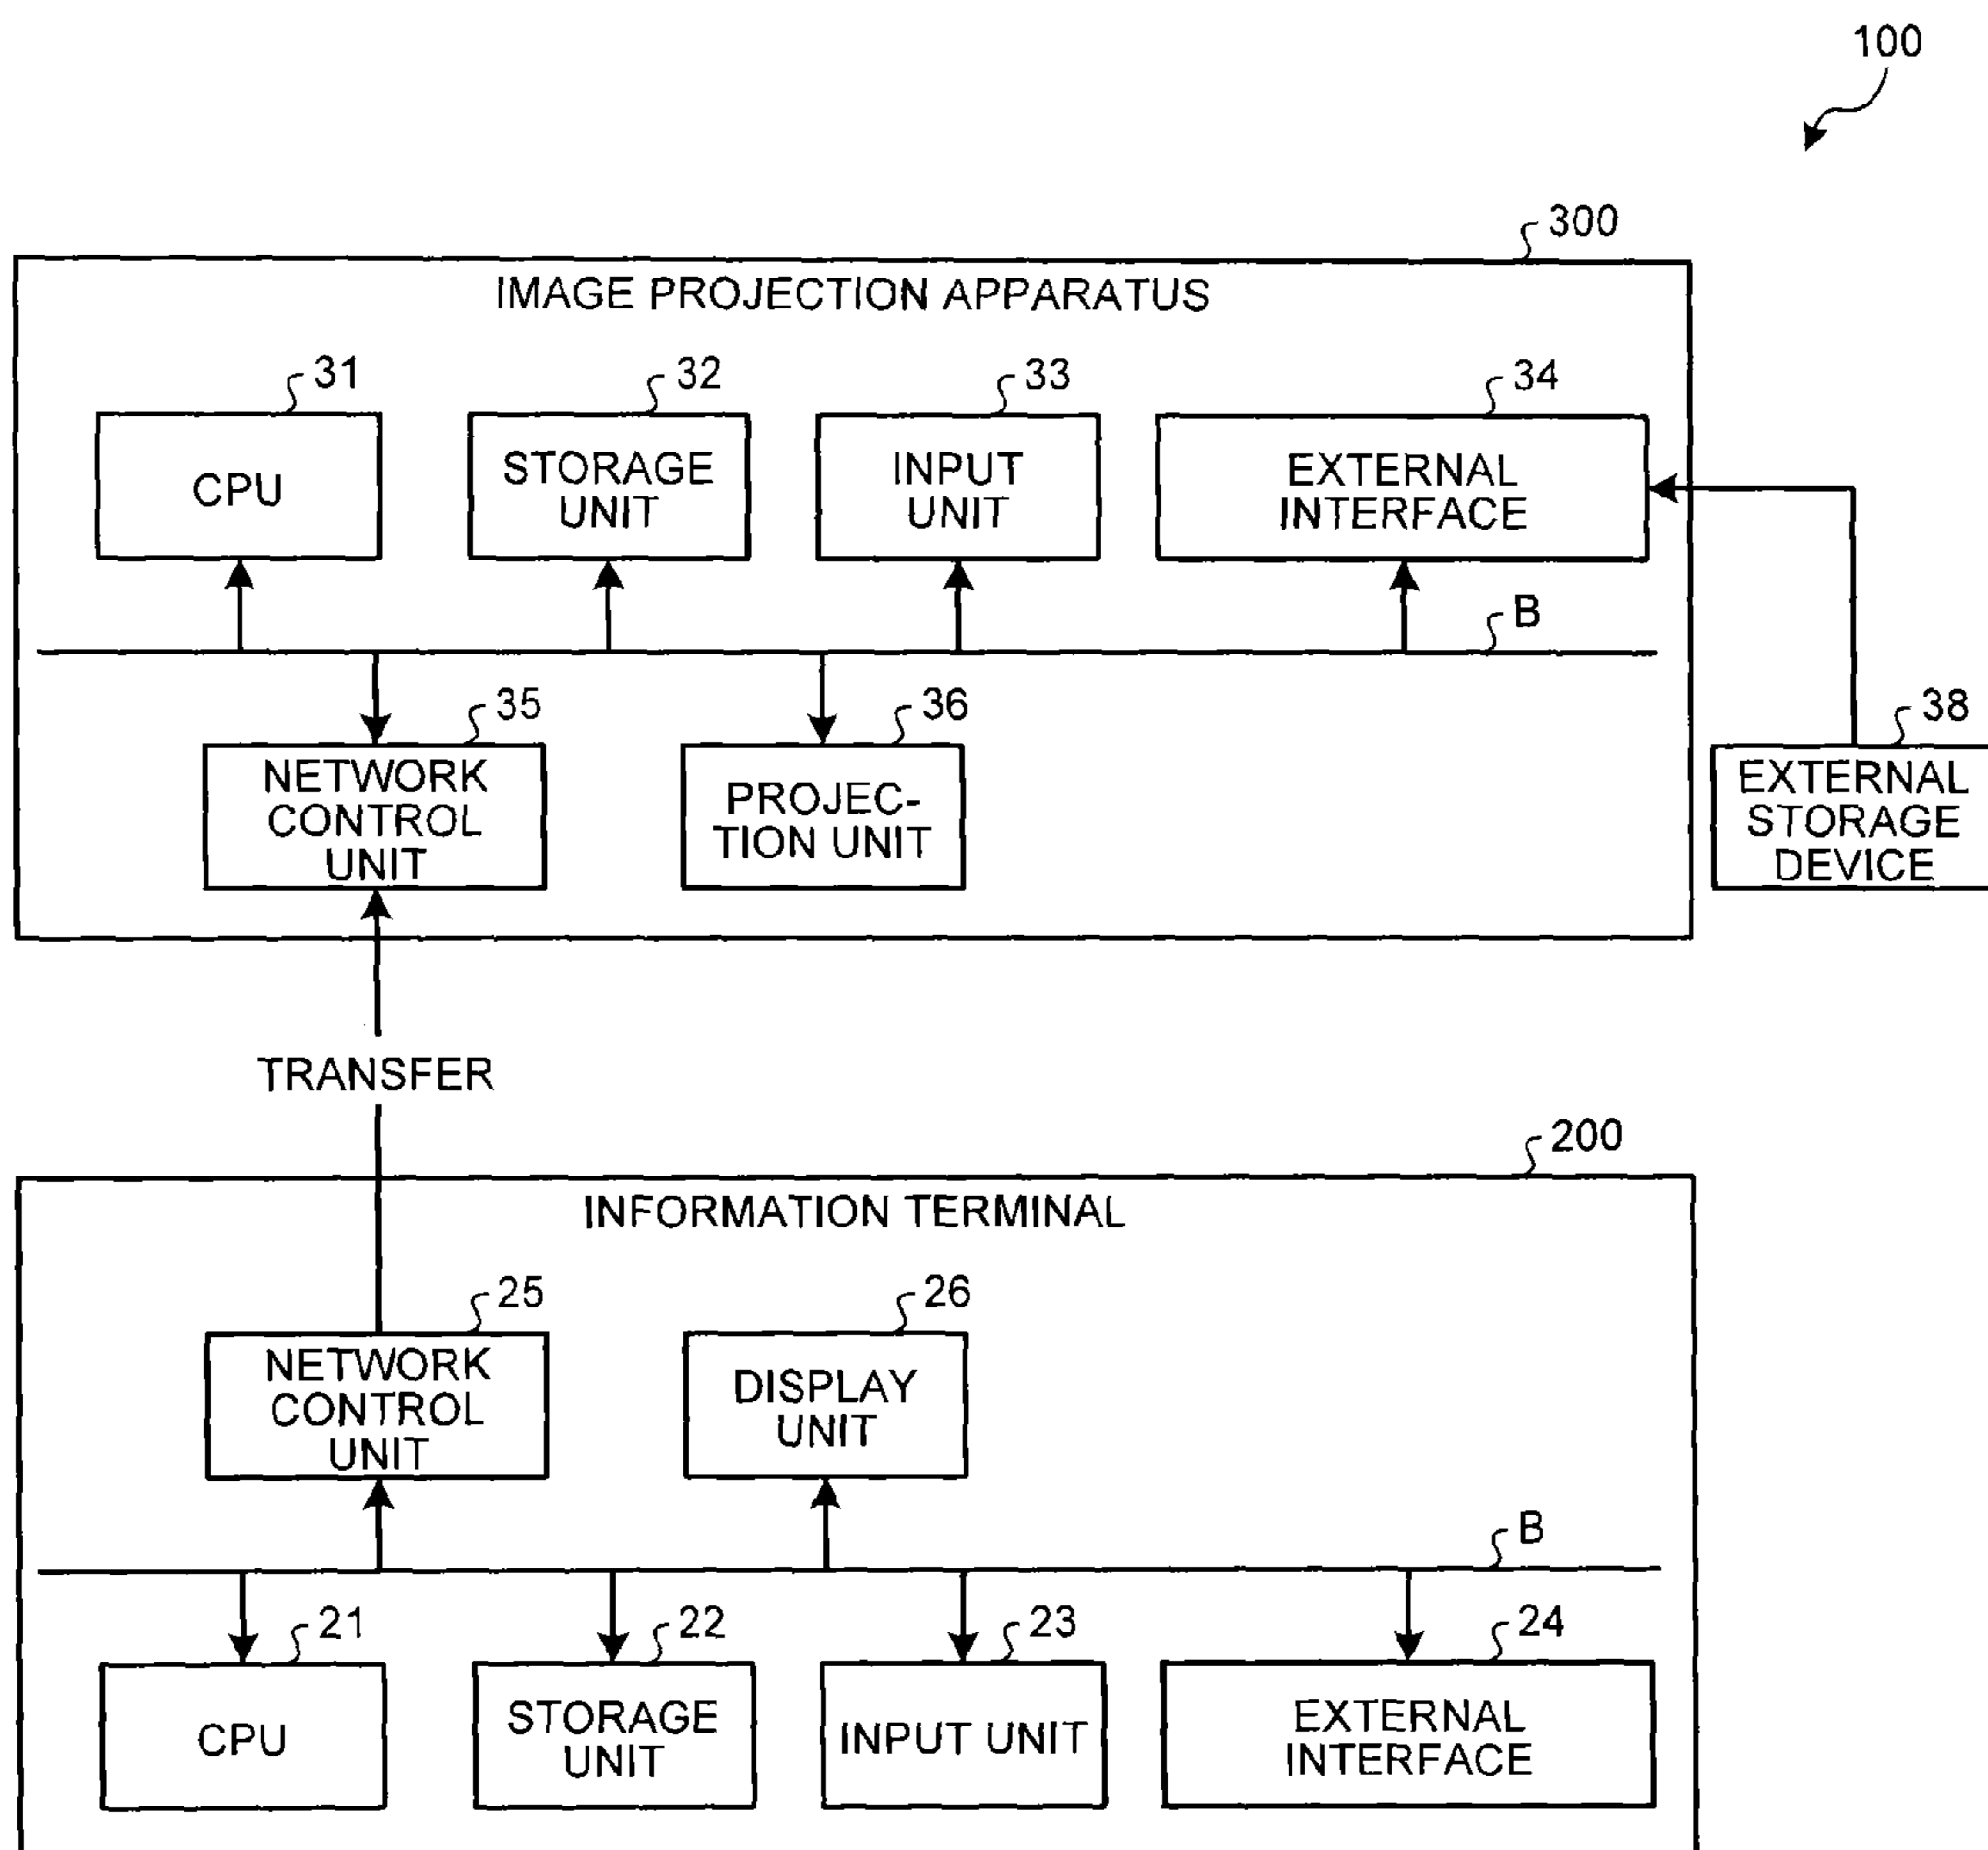 100
300
IMAGE PROJECTION APPARATUS
31
32
33
34
CPU
STORAGE
UNIT
INPUT
UNIT
EXTERNAL
INTERFACE
B
35
36
38
NETWORK
CONTROL
UNIT
PROJEC-
TION UNIT
EXTERNAL
STORAGE
DEVICE
TRANSFER
200
INFORMATION TERMINAL
25
26
NETWORK
CONTROL
UNIT
DISPLAY
UNIT
B
21
22
23
24
CPU
STORAGE
UNIT
INPUT UNIT
EXTERNAL
INTERFACE